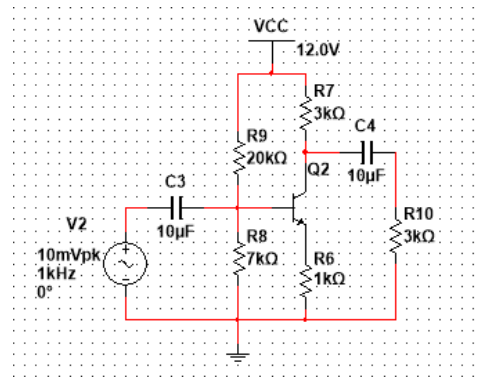 VCC
12.0V
R7
3kΩ
C4
10µF
R9
20kΩ
Q2
C3
10µF
R10
3kΩ
V2
10mVpk
1kHz
0°
R8
7kΩ
R6
1kΩ